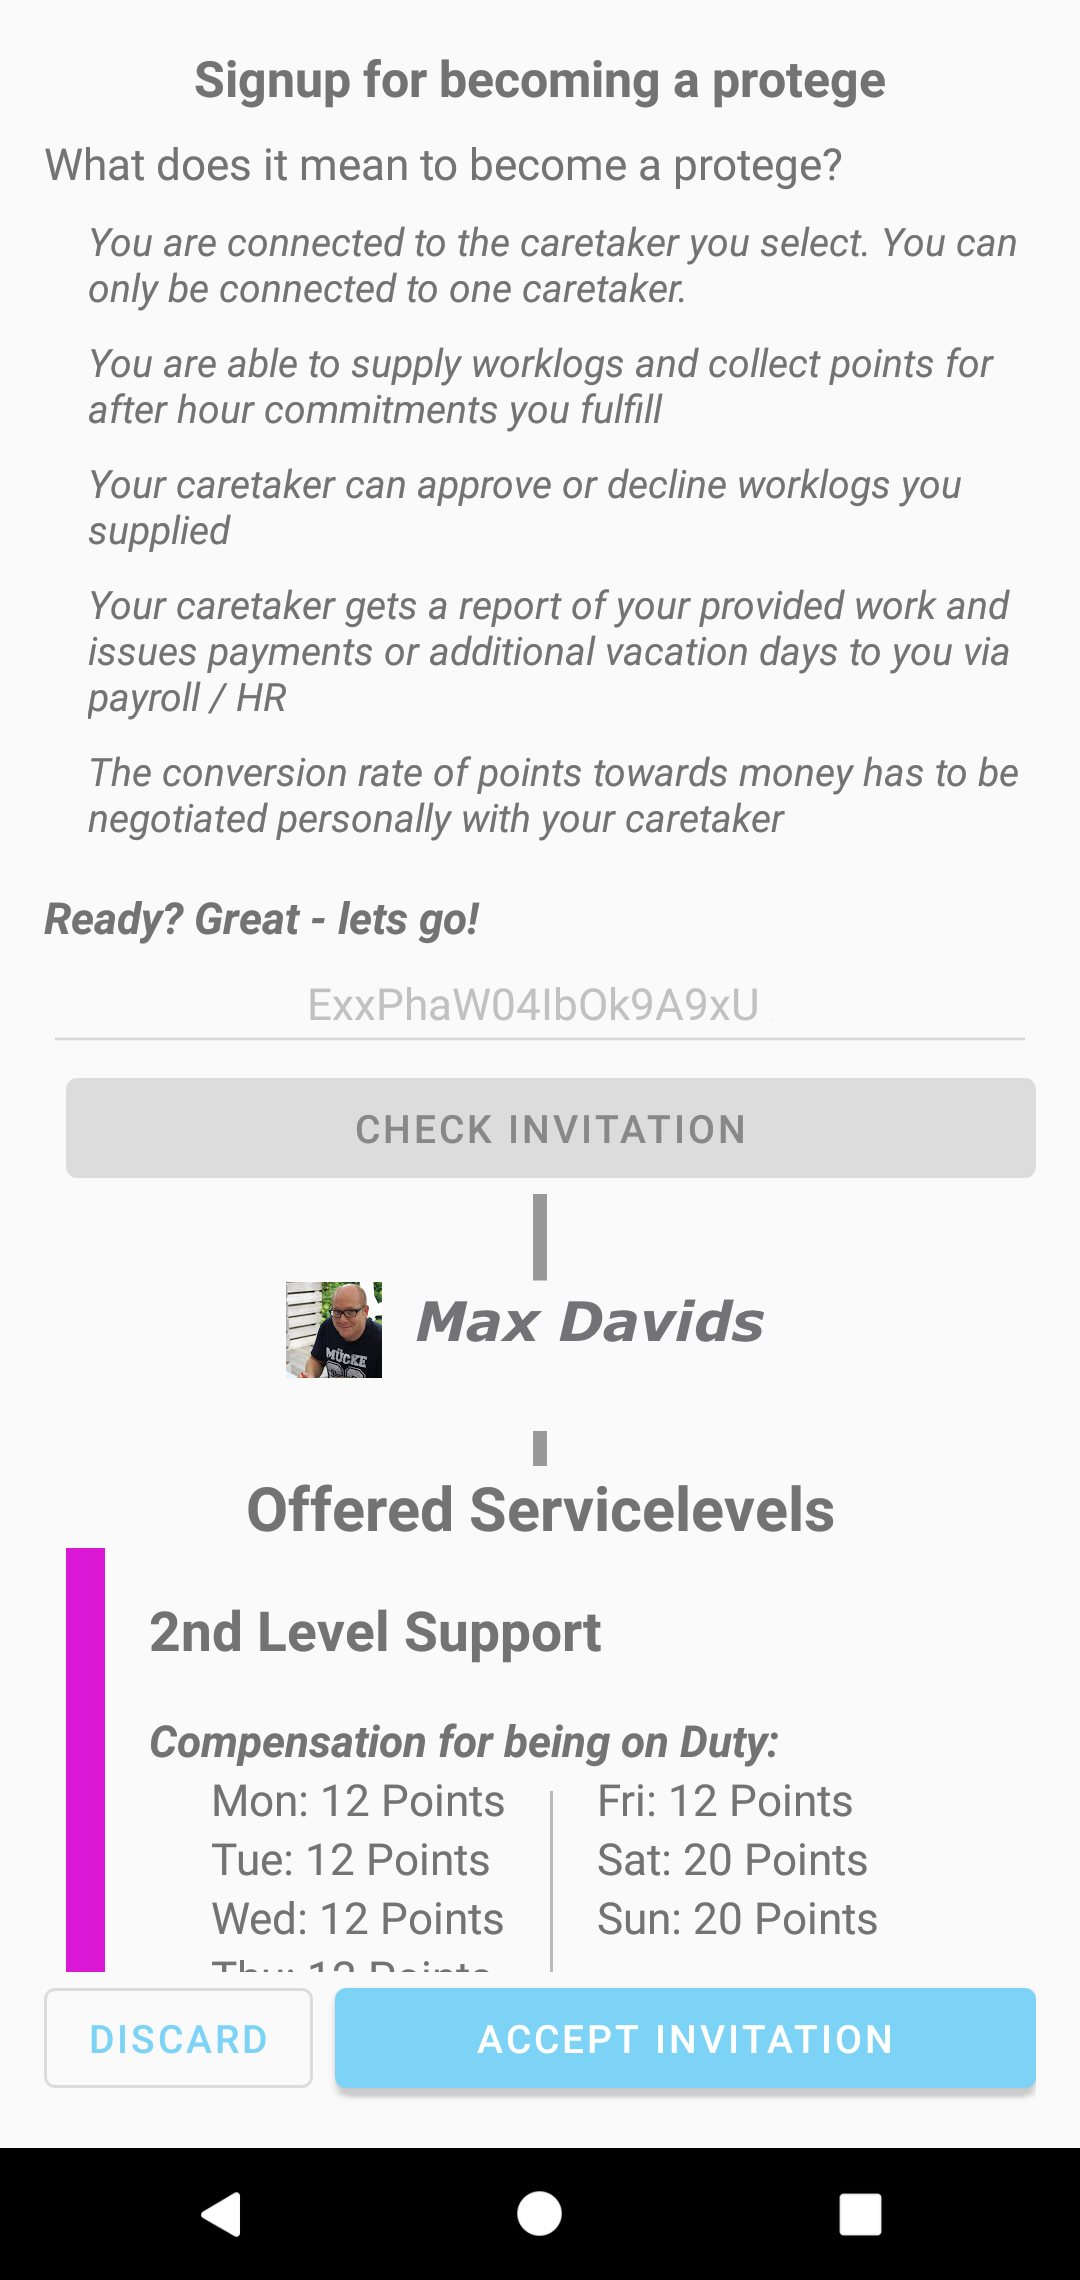 Signup for becoming a protege
What does it mean to become a protege?
You are connected to the caretaker you select. You can
only be connected to one caretaker.
You are able to supply worklogs and collect points for
after hour commitments you fulfill
Your caretaker can approve or decline worklogs you
supplied
Your caretaker gets a report of your provided work and
issues payments or additional vacation days to you via
payroll / HR
The conversion rate of points towards money has to be
negotiated personally with your caretaker
Ready? Great - lets go!
ExxPhaW04IbOk9A9xU
CHECK INVITATION
MÜCKE
Max Davids
Offered Servicelevels
2nd Level Support
Compensation for being on Duty:
Mon: 12 Points
Tue: 12 Points
Wed: 12 Points
Thu: 12 Points
Fri: 12 Points
Sat: 20 Points
Sun: 20 Points
DISCARD
ACCEPT INVITATION